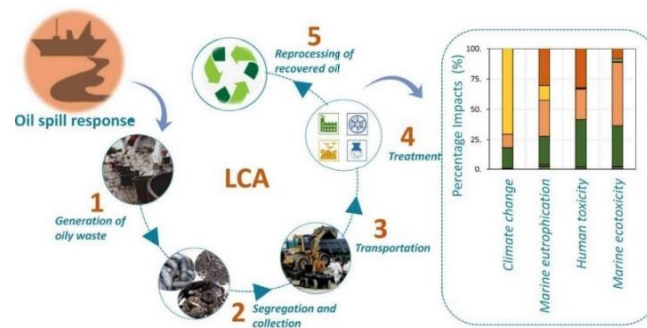 Oil spill response
1
Generation of
oily waste
2
Segregation and
collection
3
Transportation
4
Treatment
5
Reprocessing of
recovered oil
LCA
Percentage Impacts (%)
100.
75.
50.
25.
0.
Climate change
Marine eutrophication
Human toxicity
Marine ecotoxicity